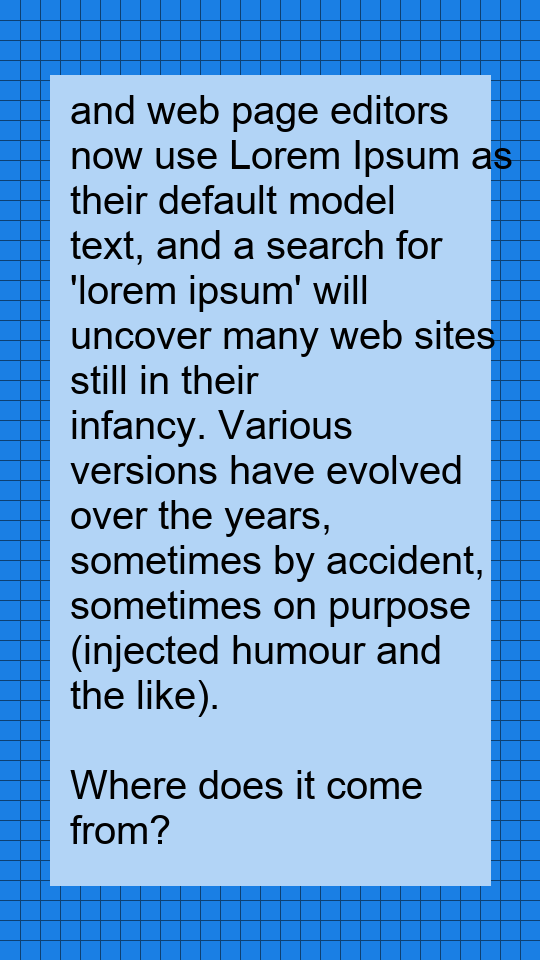 and web page editors
now use Lorem Ipsum as
their default model
text, and a search for
'lorem ipsum' will
uncover many web sites
still in their
infancy. Various
versions have evolved
over the years,
sometimes by accident,
sometimes on purpose
(injected humour and
the like).

Where does it come
from?